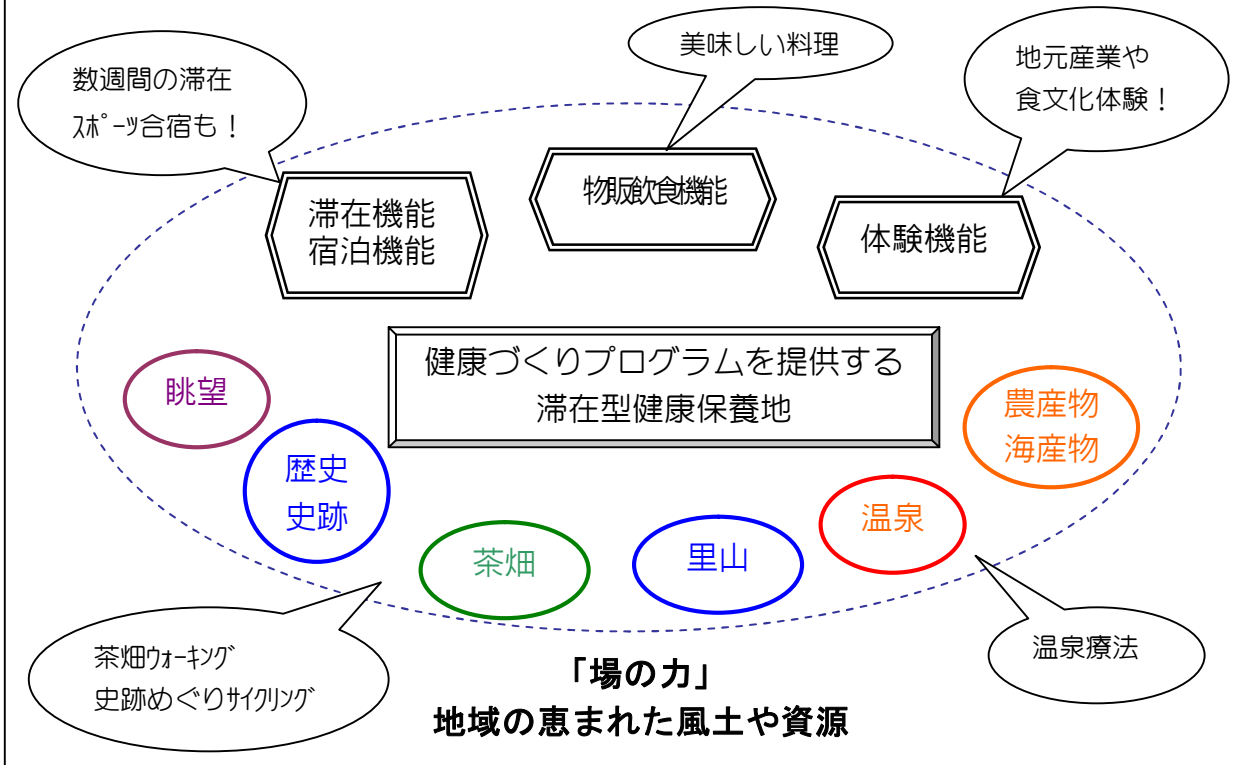 美味しい料理
数週間の滞在
スポーツ合宿も!
地元産業や
食文化体験!
滞在機能
宿泊機能
物販飲食機能
体験機能
健康づくりプログラムを提供する
滞在型健康保養地
眺望
歴史
史跡
茶畑
里山
温泉
農産物
海産物
茶畑ウォーキング
史跡めぐりサイクリング
温泉療法
「場の力」
地域の恵まれた風土や資源